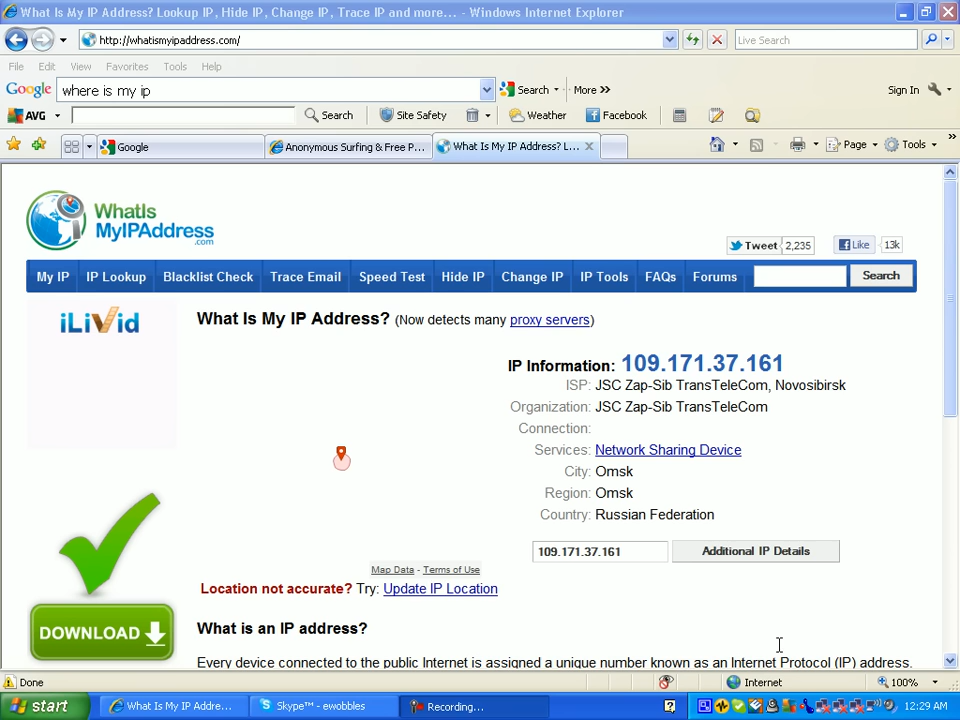 What Is My IP Address? Lookup IP, Hide IP, Change IP, Trace IP and more... - Windows Internet Explorer
http://whatismyipaddress.com/
Live Search
File Edit View Favorites Tools Help
Google where is my ip Search More >> Sign In
AVG Search Site Safety Weather Facebook
Google Anonymous Surfing & Free P... What Is My IP Address? L... Page Tools
WhatIs
MyIPAddress
.com
Tweet 2,235 Like 13k
My IP IP Lookup Blacklist Check Trace Email Speed Test Hide IP Change IP IP Tools FAQs Forums Search
iLiVid
What Is My IP Address? (Now detects many proxy servers)
IP Information: 109.171.37.161
ISP: JSC Zap-Sib TransTeleCom, Novosibirsk
Organization: JSC Zap-Sib TransTeleCom
Connection:
Services: Network Sharing Device
City: Omsk
Region: Omsk
Country: Russian Federation
109.171.37.161 Additional IP Details
Map Data - Terms of Use
Location not accurate? Try: Update IP Location
DOWNLOAD
What is an IP address?
Every device connected to the public Internet is assigned a unique number known as an Internet Protocol (IP) address.
Done Internet 100%
start What Is My IP Addre... Skype™ - ewobbles Recording... 12:29 AM